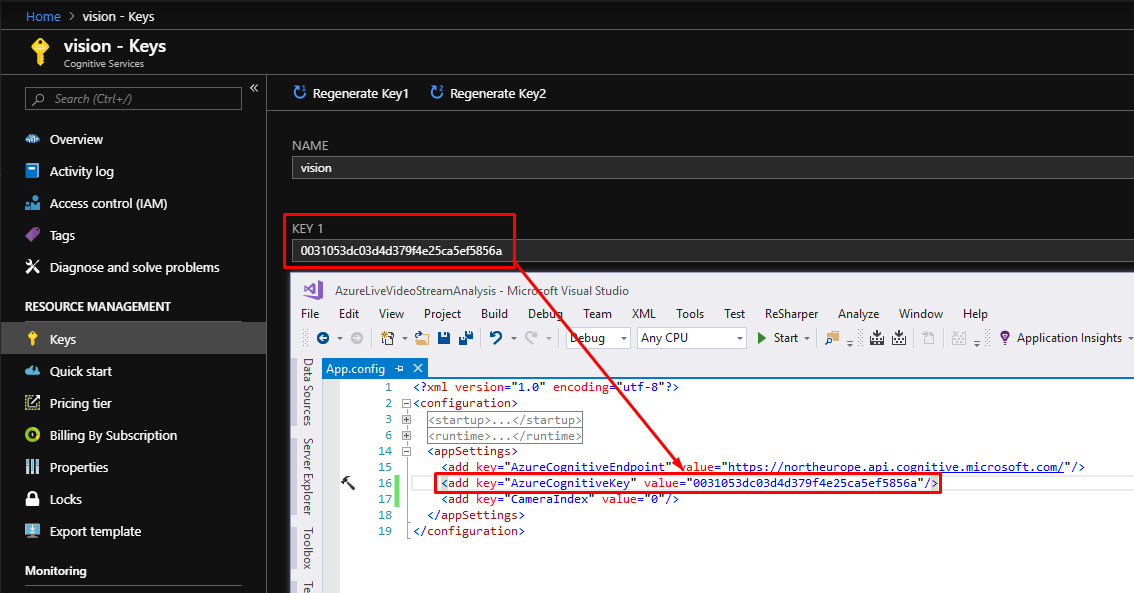 Home > vision - Keys
vision - Keys
Cognitive Services
Search (Ctrl+/)
«
Overview
Activity log
Access control (IAM)
Tags
Diagnose and solve problems
RESOURCE MANAGEMENT
Keys
Quick start
Pricing tier
Billing By Subscription
Properties
Locks
Export template
Monitoring
Regenerate Key1
Regenerate Key2
NAME
vision
KEY 1
0031053dc03d4d379f4e25ca5ef5856a
AzureLiveVideoStreamAnalysis - Microsoft Visual Studio
File Edit View Project Build Debug Team XML Tools Test ReSharper Analyze Window Help
Debug Any CPU Start Application Insights
Data Sources
Server Explorer
Toolbox
App.config
1 <?xml version="1.0" encoding="utf-8"?>
2 <configuration>
3 <startup>...</startup>
6 <runtime>...</runtime>
14 <appSettings>
15 <add key="AzureCognitiveEndpoint" value="https://northeurope.api.cognitive.microsoft.com/"/>
16 <add key="AzureCognitiveKey" value="0031053dc03d4d379f4e25ca5ef5856a"/>
17 <add key="CameraIndex" value="0"/>
18 </appSettings>
19 </configuration>